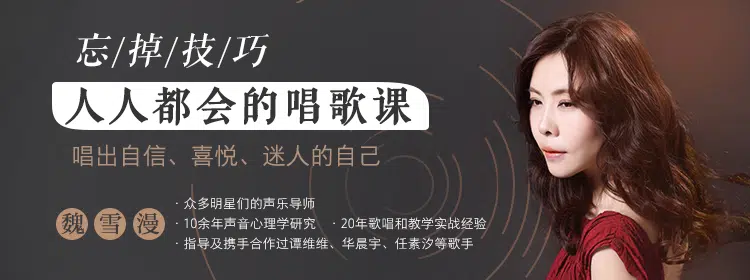 忘/掉/技/巧
人人都会的唱歌课
唱出自信、喜悦、迷人的自己
魏雪漫
·众多明星们的声乐导师
·10余年声音心理学研究 ·20年歌唱和教学实战经验
·指导及携手合作过谭维维、华晨宇、任素汐等歌手